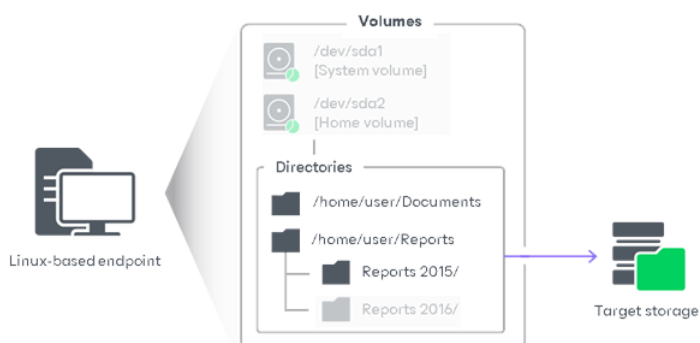 Volumes
/dev/sda1
[System volume]
/dev/sda2
[Home volume]
Directories
/home/user/Documents
/home/user/Reports
Reports 2015/
Reports 2016/
Linux-based endpoint
Target storage